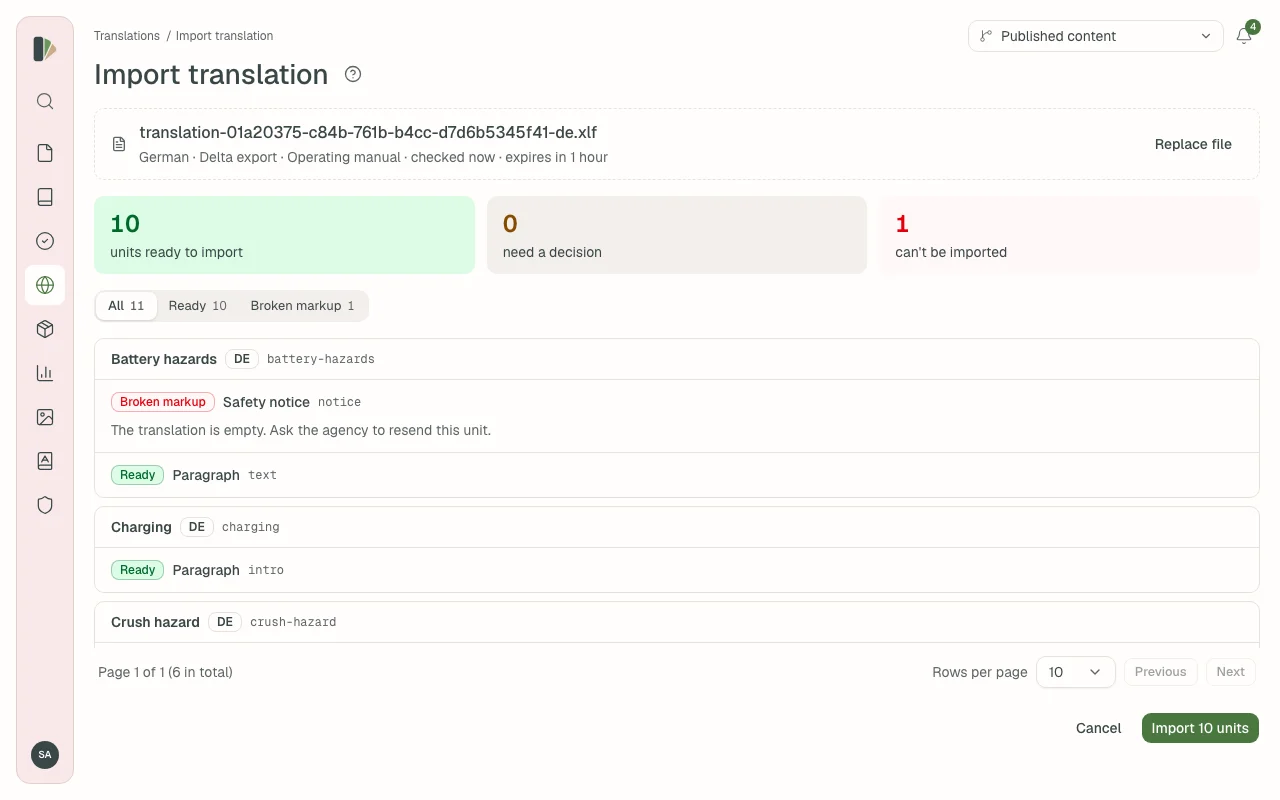 Translations / Import translation
Published content
4
Import translation
translation-01a20375-c84b-761b-b4cc-d7d6b5345f41-de.xlf
German · Delta export · Operating manual · checked now · expires in 1 hour
Replace file
10
units ready to import
0
need a decision
1
can't be imported
All 11
Ready 10
Broken markup 1
Battery hazards DE battery-hazards
Broken markup Safety notice notice
The translation is empty. Ask the agency to resend this unit.
Ready Paragraph text
Charging DE charging
Ready Paragraph intro
Crush hazard DE crush-hazard
Page 1 of 1 (6 in total)
Rows per page 10 Previous Next
Cancel Import 10 units
SA